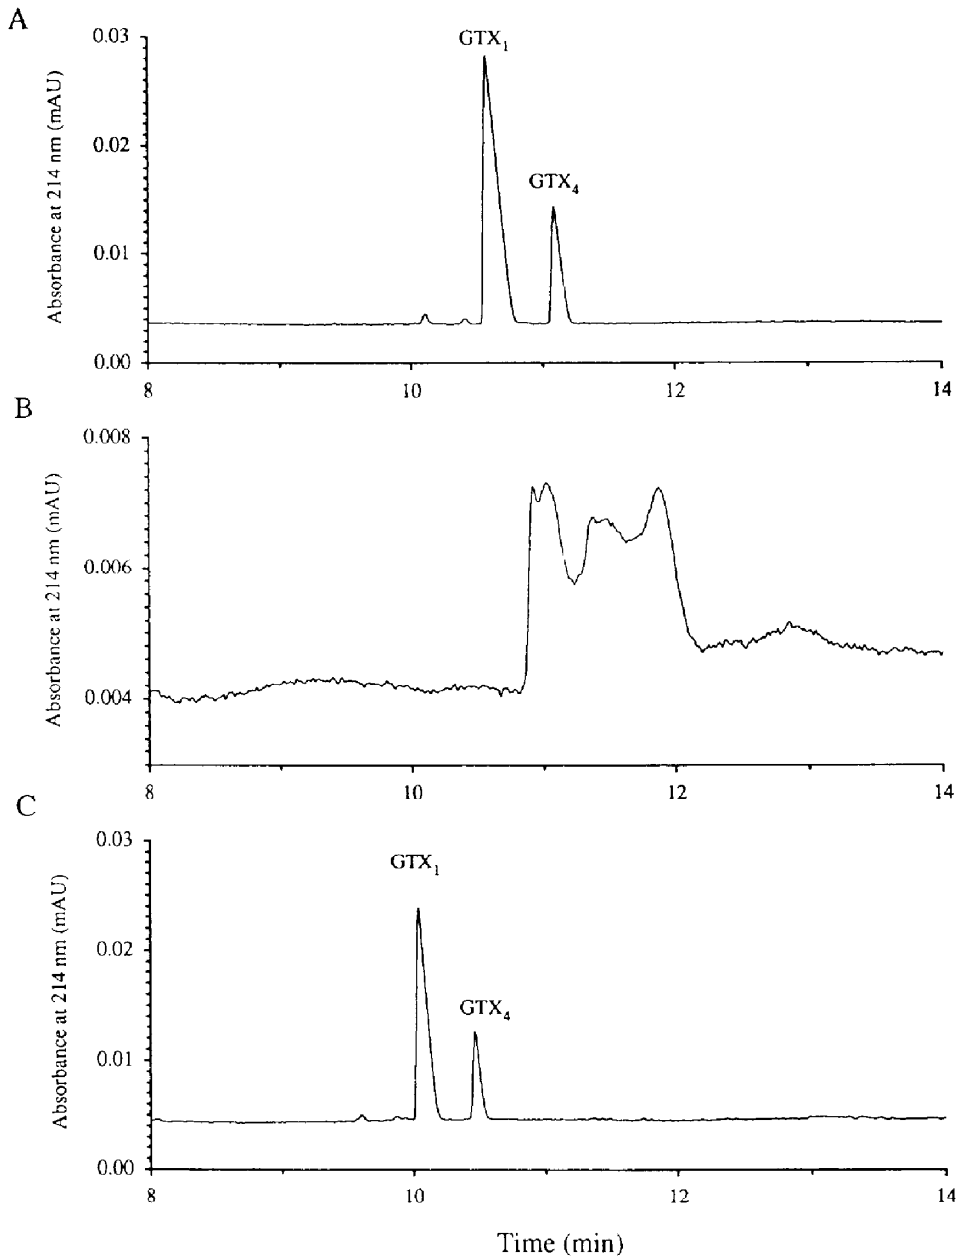 A
0.03
0.02
0.01
0.00
Absorbance at 214 nm (mAU)
GTX1
GTX4
8
10
12
14
B
0.008
0.006
0.004
Absorbance at 214 nm (mAU)
8
10
12
14
C
0.03
0.02
0.01
0.00
Absorbance at 214 nm (mAU)
GTX1
GTX4
8
10
12
14
Time (min)